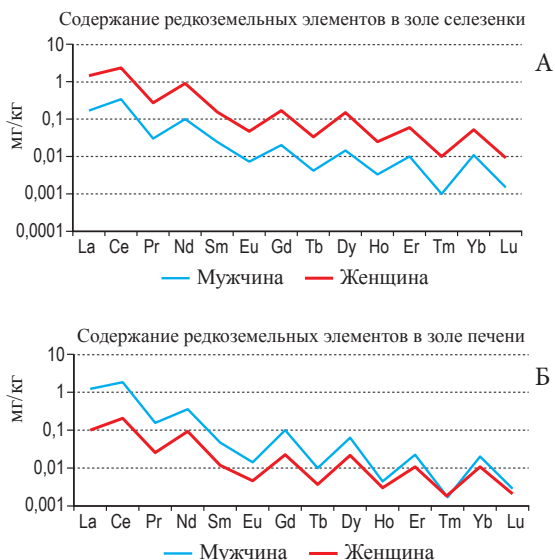 Содержание редкоземельных элементов в золе селезенки
А
мг/кг
10
1
0,1
0,01
0,001
0,0001
La Ce Pr Nd Sm Eu Gd Tb Dy Ho Er Tm Yb Lu
Мужчина Женщина
Содержание редкоземельных элементов в золе печени
Б
мг/кг
10
1
0,1
0,01
0,001
La Ce Pr Nd Sm Eu Gd Tb Dy Ho Er Tm Yb Lu
Мужчина Женщина